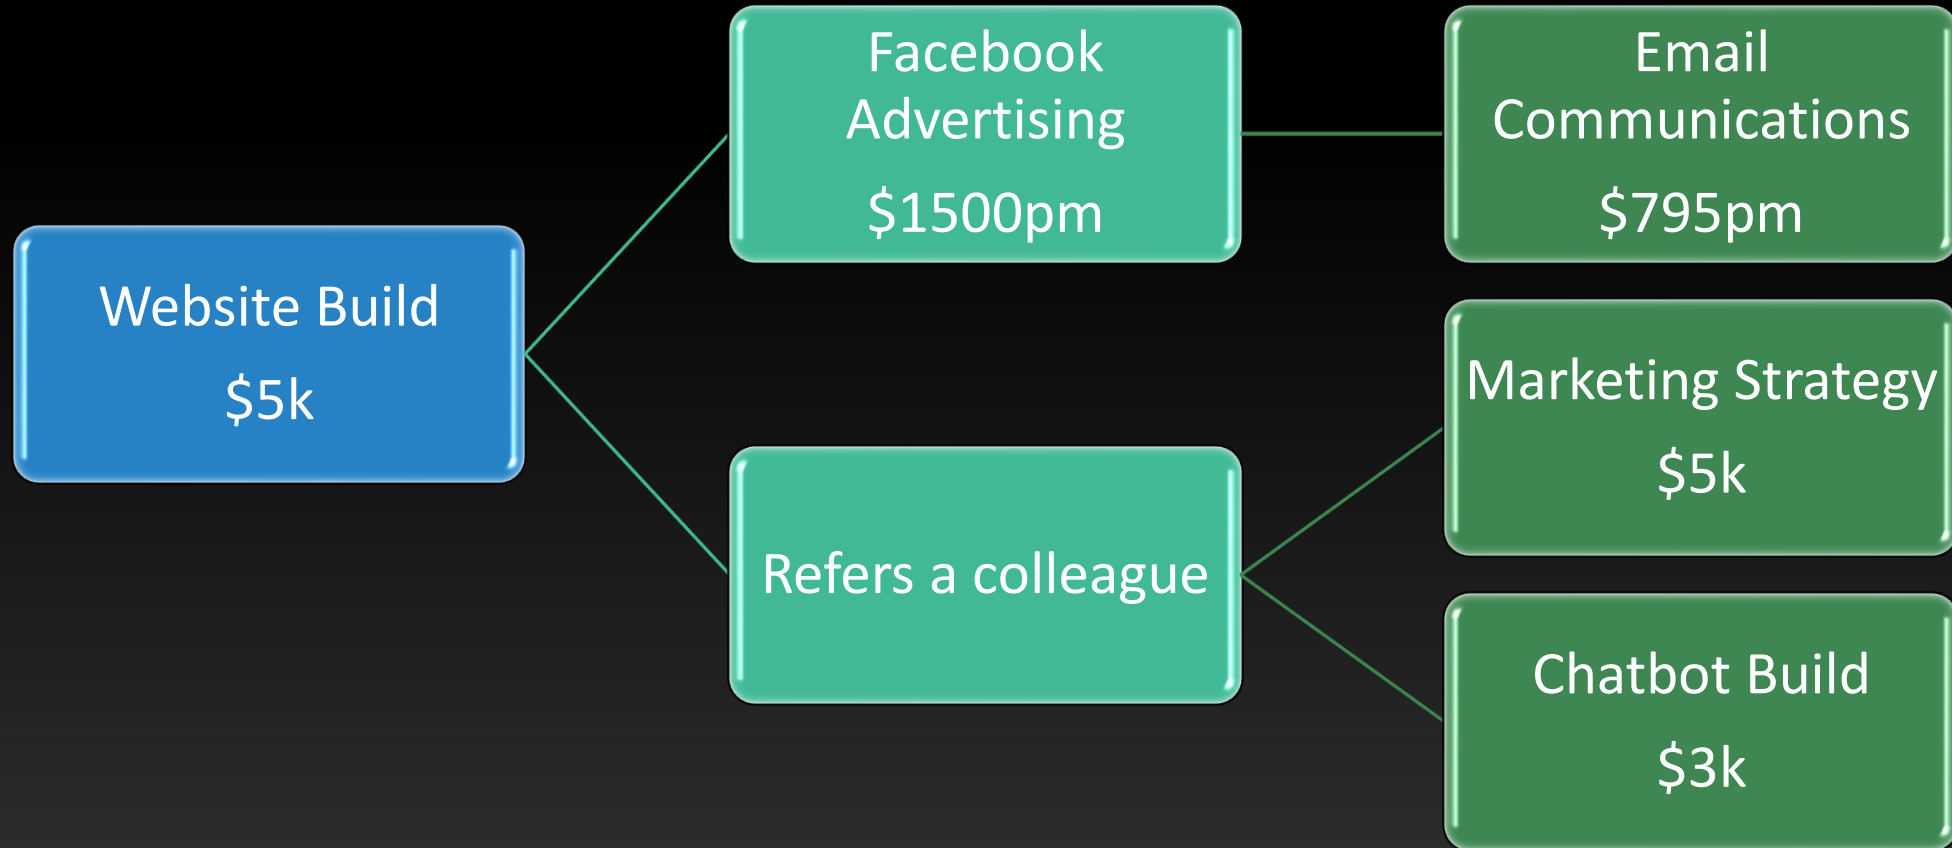 Website Build
$5k
Facebook
Advertising
$1500pm
Refers a colleague
Email
Communications
$795pm
Marketing Strategy
$5k
Chatbot Build
$3k